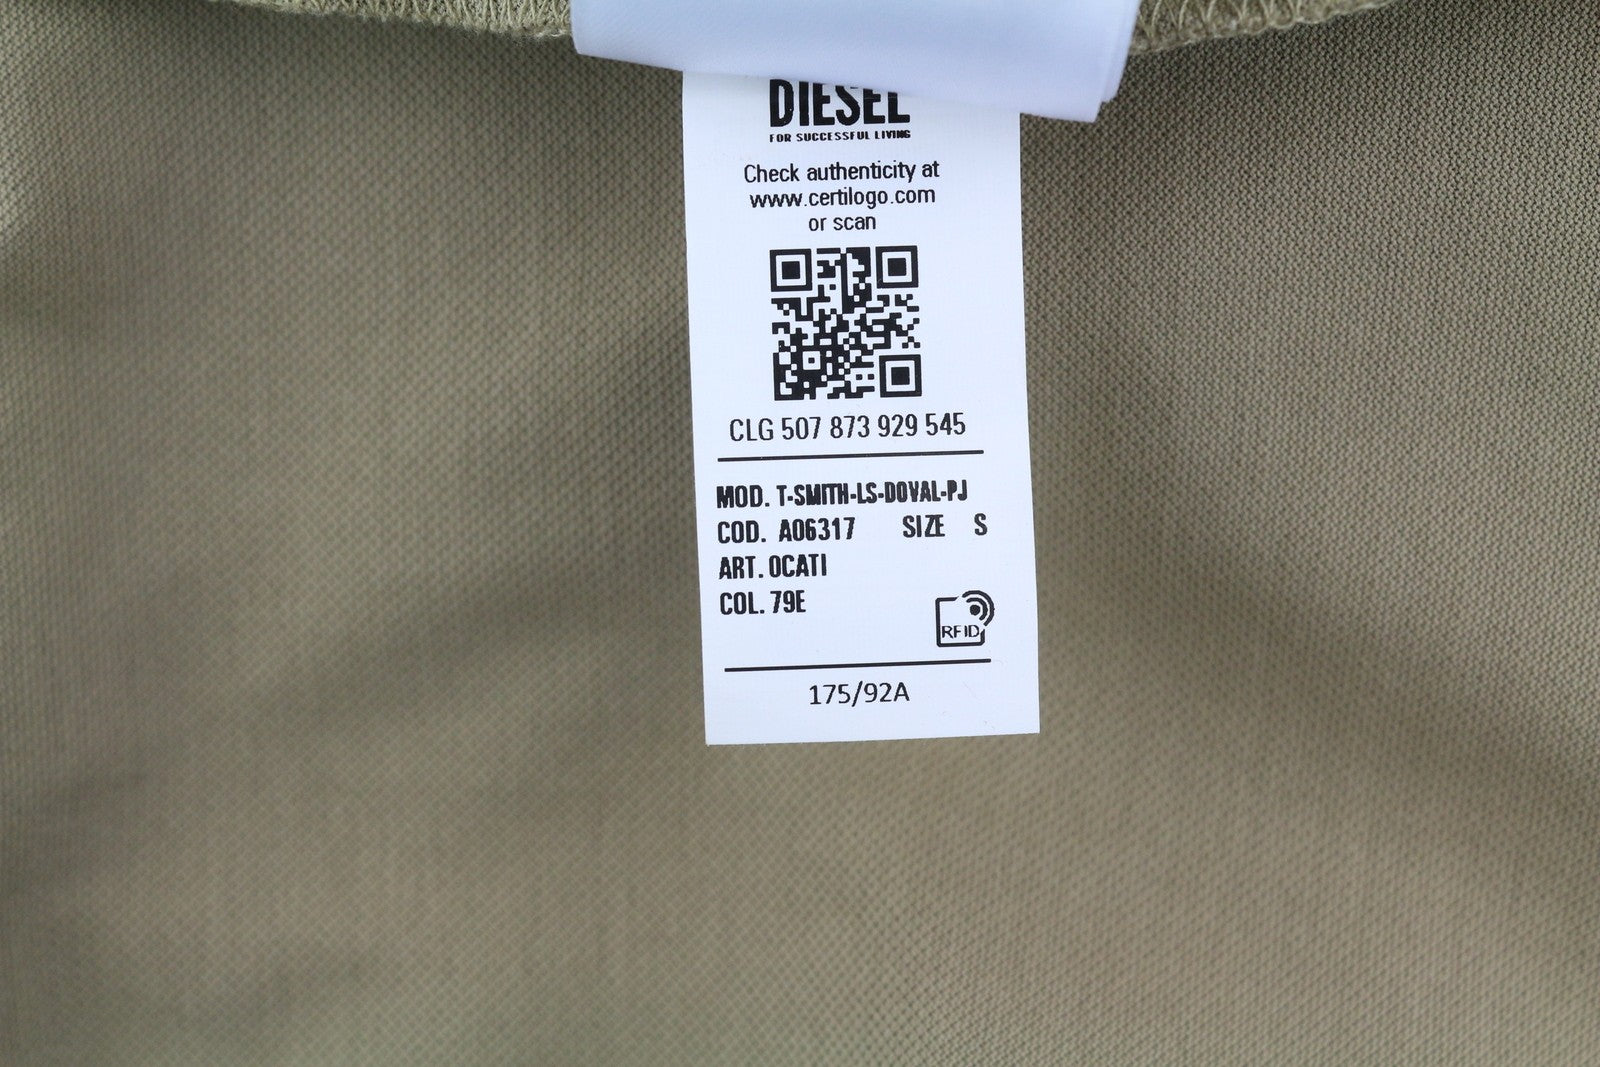 DIESEL
FOR SUCCESSFUL LIVING
Check authenticity at
www.certilogo.com
or scan
CLG 507 873 929 545
MOD. T-SMITH-LS-DOVAL-PJ
COD. A06317 SIZE S
ART. OCATI
COL. 79E
RFID
175/92A